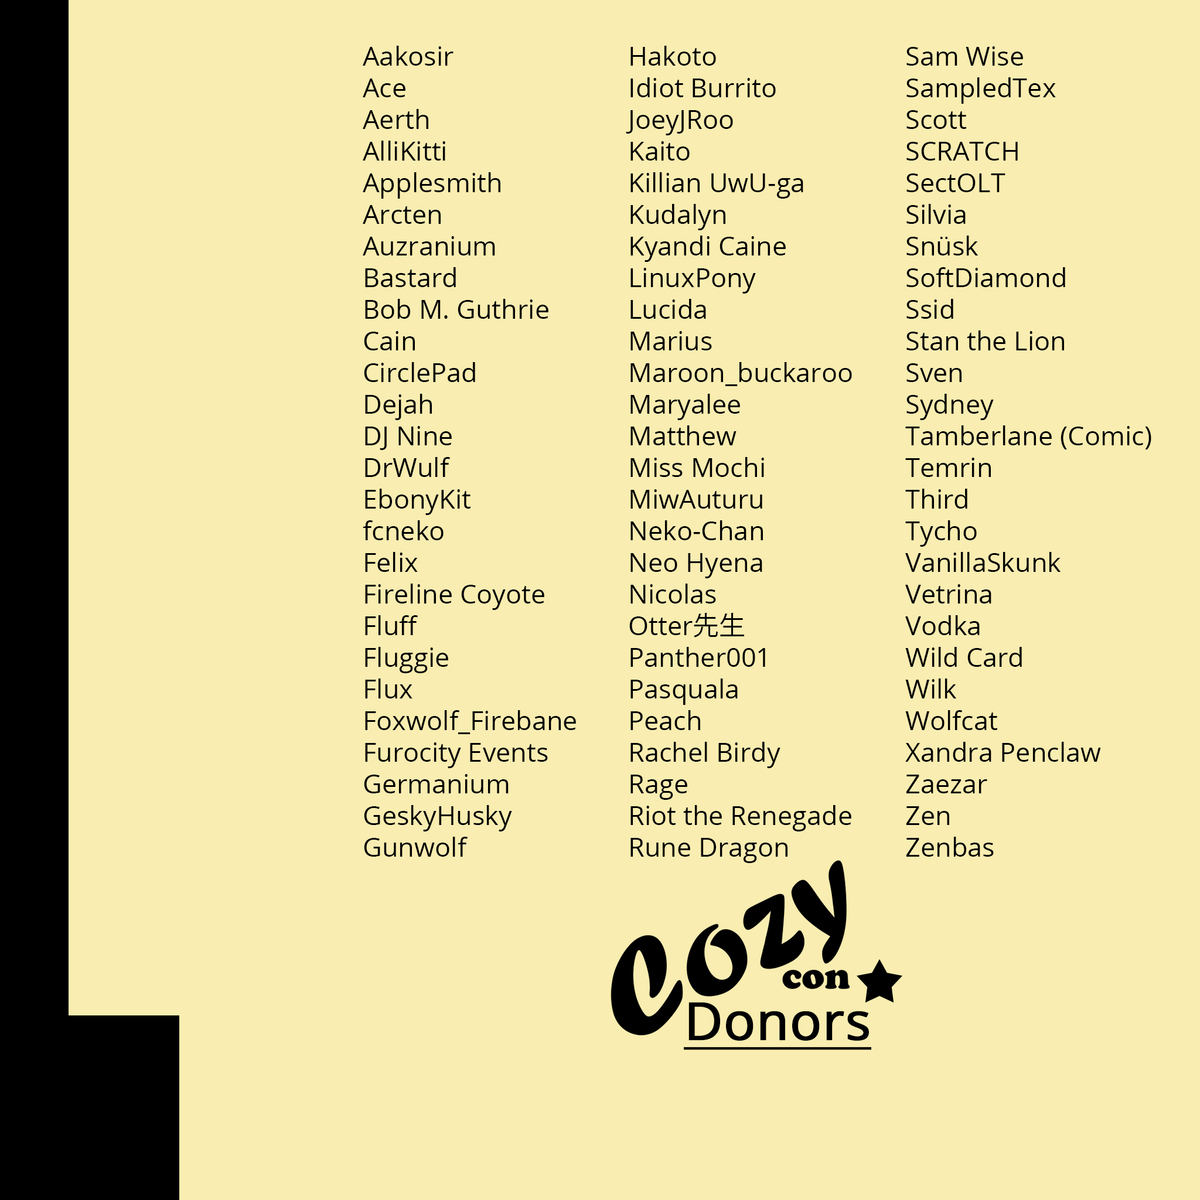 Aakosir
Ace
Aerth
AlliKitti
Applesmith
Arcten
Auzranium
Bastard
Bob M. Guthrie
Cain
CirclePad
Dejah
DJ Nine
DrWulf
EbonyKit
fcneko
Felix
Fireline Coyote
Fluff
Fluggie
Flux
Foxwolf_Firebane
Furocity Events
Germanium
GeskyHusky
Gunwolf
Hakoto
Idiot Burrito
JoeyJRoo
Kaito
Killian UwU-ga
Kudalyn
Kyandi Caine
LinuxPony
Lucida
Marius
Maroon_buckaroo
Maryalee
Matthew
Miss Mochi
MiwAuturu
Neko-Chan
Neo Hyena
Nicolas
Otter先生
Panther001
Pasquala
Peach
Rachel Birdy
Rage
Riot the Renegade
Rune Dragon
Sam Wise
SampledTex
Scott
SCRATCH
SectOLT
Silvia
Snüsk
SoftDiamond
Ssid
Stan the Lion
Sven
Sydney
Tamberlane (Comic)
Temrin
Third
Tycho
VanillaSkunk
Vetrina
Vodka
Wild Card
Wilk
Wolfcat
Xandra Penclaw
Zaezar
Zen
Zenbas
Cozy
con
Donors